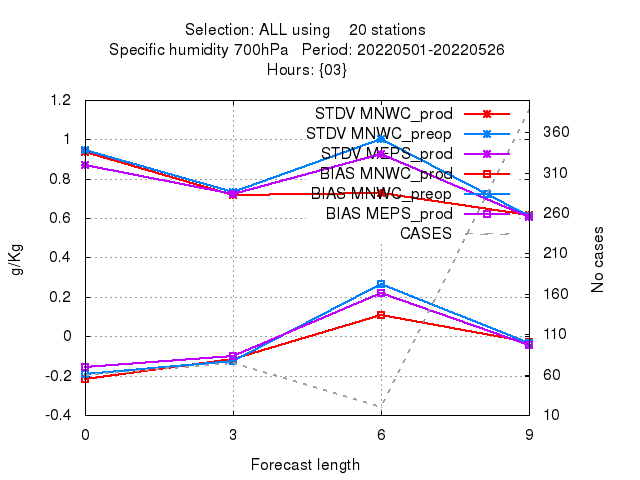 Selection: ALL using 20 stations
Specific humidity 700hPa Period: 20220501-20220526
Hours: {03}
1.2
1
0.8
0.6
0.4
0.2
0
-0.2
-0.4
g/Kg
STDV MNWC_prod
STDV MNWC_preop
STDV MEPS_prod
BIAS MNWC_prod
BIAS MNWC_preop
BIAS MEPS_prod
CASES
360
310
260
210
160
110
60
10
No cases
0 3 6 9
Forecast length